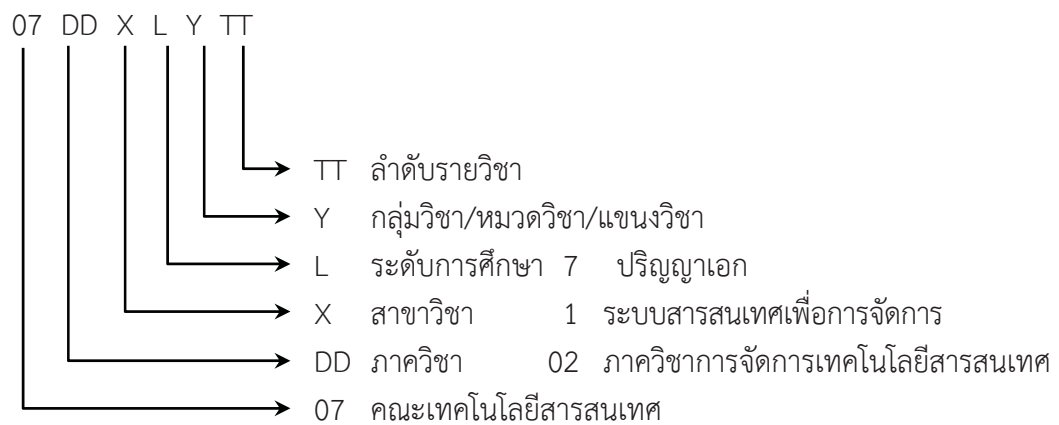 07 DD X L Y TT
TT ลำดับรายวิชา
Y กลุ่มวิชา/หมวดวิชา/แขนงวิชา
L ระดับการศึกษา 7 ปริญญาเอก
X สาขาวิชา 1 ระบบสารสนเทศเพื่อการจัดการ
DD ภาควิชา 02 ภาควิชาการจัดการเทคโนโลยีสารสนเทศ
07 คณะเทคโนโลยีสารสนเทศ